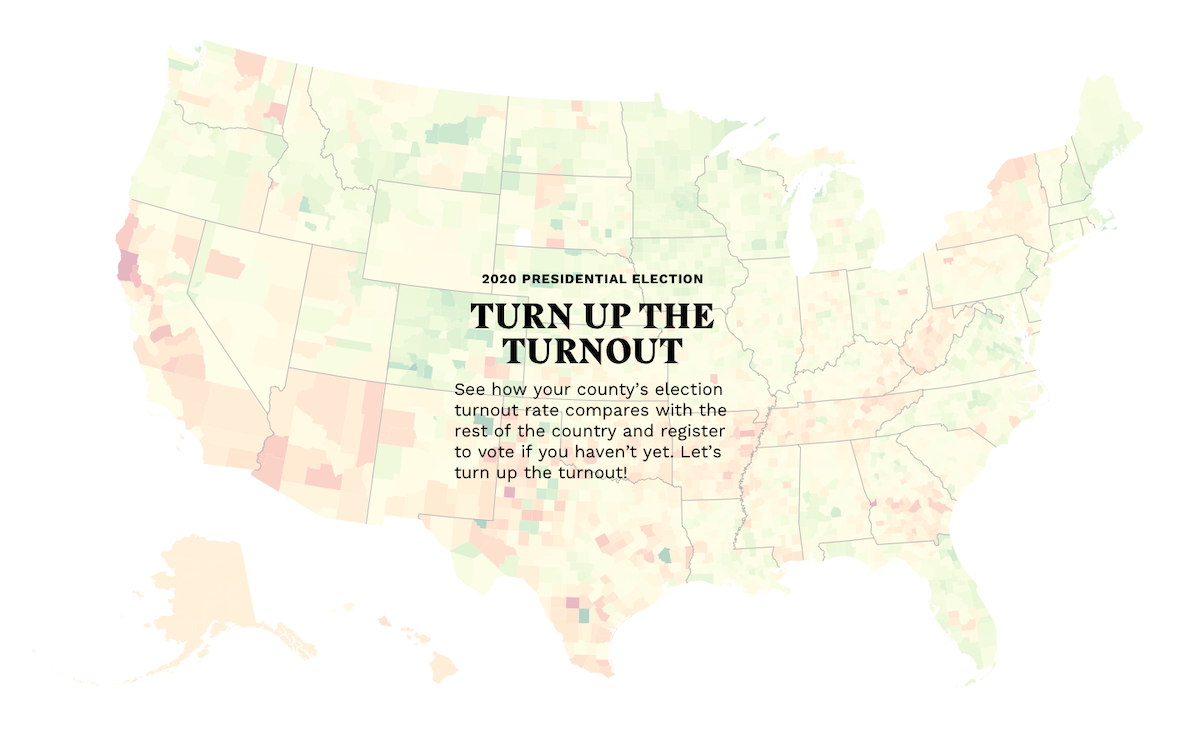 2020 PRESIDENTIAL ELECTION
TURN UP THE
TURNOUT
See how your county’s election
turnout rate compares with the
rest of the country and register
to vote if you haven’t yet. Let’s
turn up the turnout!